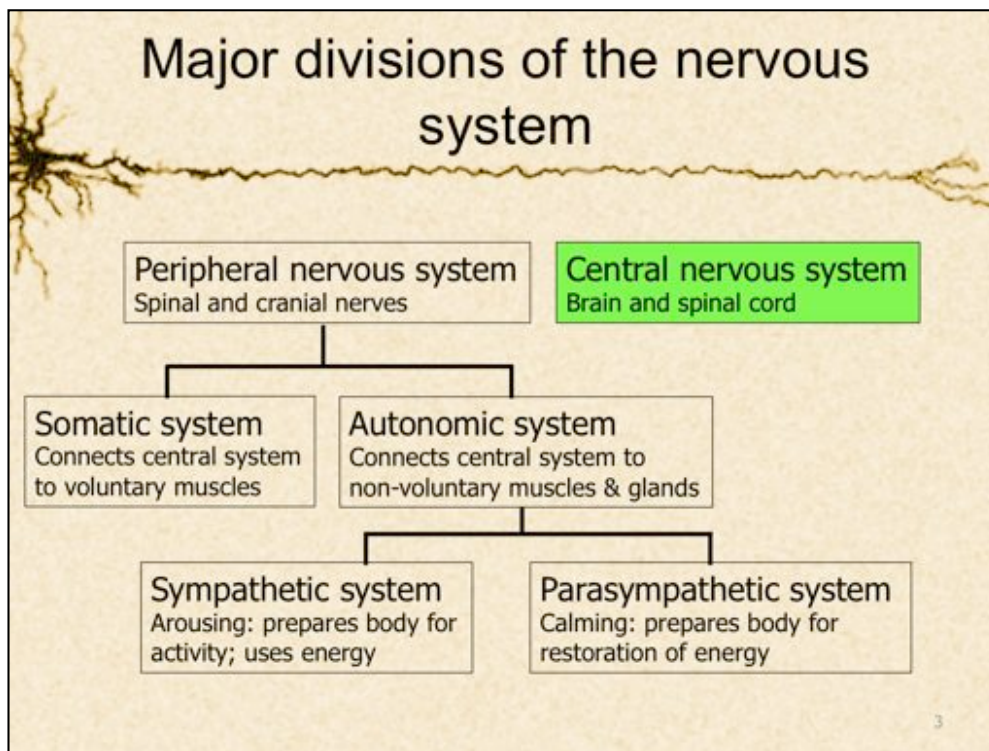 Major divisions of the nervous
system
Peripheral nervous system
Spinal and cranial nerves
Central nervous system
Brain and spinal cord
Somatic system
Connects central system
to voluntary muscles
Autonomic system
Connects central system to
non-voluntary muscles & glands
Sympathetic system
Arousing: prepares body for
activity; uses energy
Parasympathetic system
Calming: prepares body for
restoration of energy
3